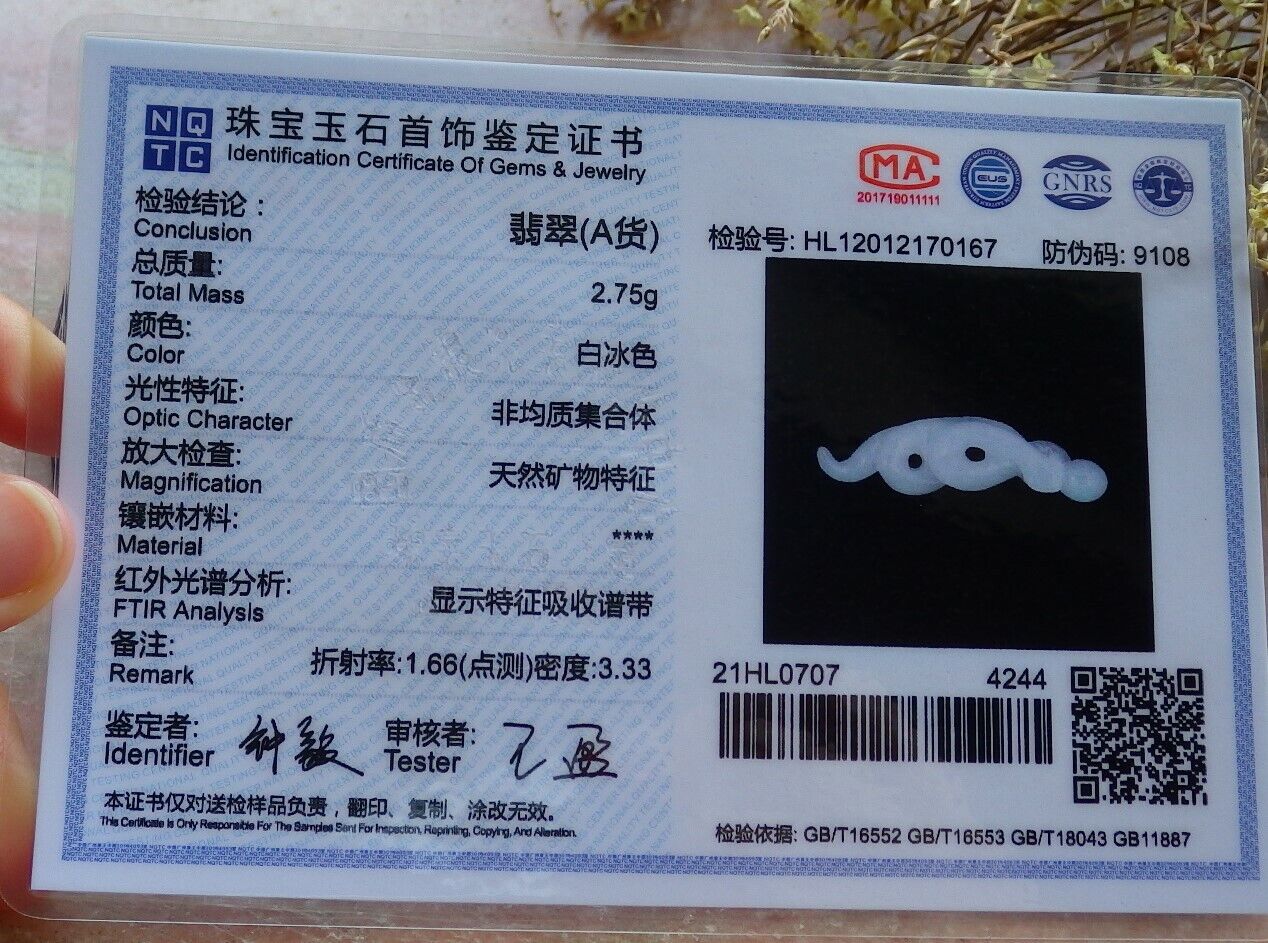 NQ
TC
珠宝玉石首饰鉴定证书
Identification Certificate Of Gems & Jewelry
检验结论：
Conclusion
翡翠(A货)
总质量:
Total Mass
2.75g
颜色:
Color
白冰色
光性特征:
Optic Character
非均质集合体
放大检查:
Magnification
天然矿物特征
镶嵌材料:
Material
****
红外光谱分析:
FTIR Analysis
显示特征吸收谱带
备注:
Remark
折射率:1.66(点测)密度:3.33
鉴定者:
Identifier
审核者:
Tester
王盈
本证书仅对送检样品负责，翻印、复制、涂改无效。
This Certificate Is Only Responsible For The Samples Sent For Inspection, Reprinting, Copying, And Alteration.
MA
201719011111
EUS
GNRS
检验号: HL12012170167 防伪码: 9108
21HL0707 4244
检验依据: GB/T16552 GB/T16553 GB/T18043 GB11887